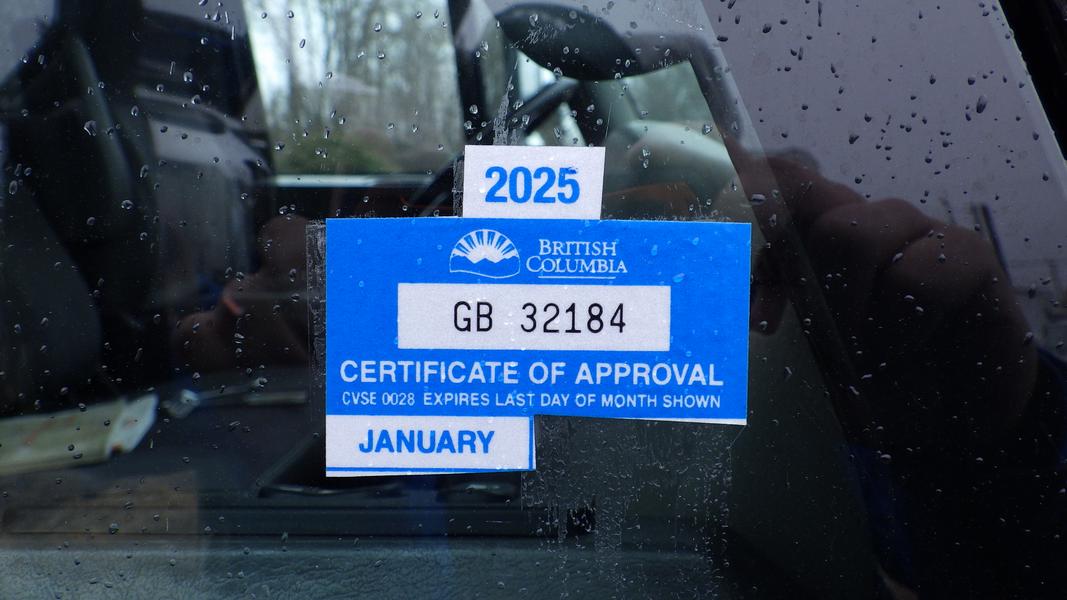 2025
BRITISH
COLUMBIA
GB 32184
CERTIFICATE OF APPROVAL
CVSE 0028 EXPIRES LAST DAY OF MONTH SHOWN
JANUARY